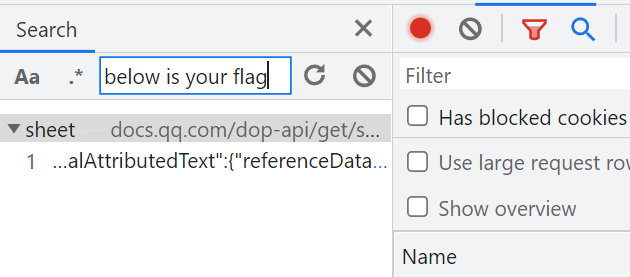 Search
Aa .* below is your flag
sheet docs.qq.com/dop-api/get/s...
1 ...alAttributedText":{"referenceData...
Filter
Has blocked cookies
Use large request row
Show overview
Name